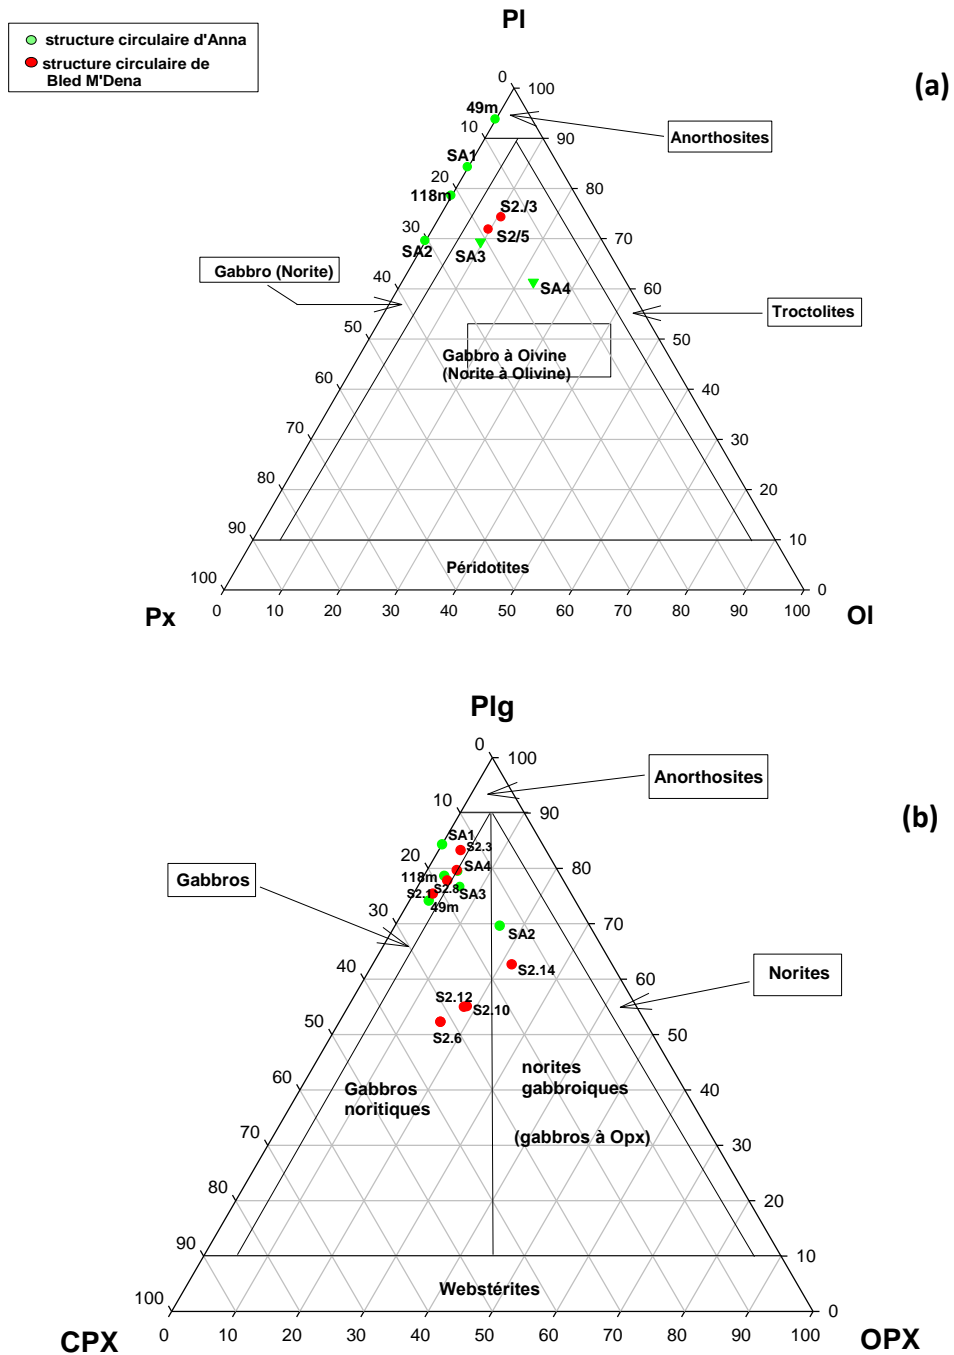 structure circulaire d'Anna
structure circulaire de
Bled M'Dena
(a)
Pl
0
100
49m
10
90
Anorthosites
SA1
20
80
118m
S2./3
S2/5
30
70
SA2
SA3
Gabbro (Norite)
SA4
40
60
Troctolites
50
50
Gabbro à Oivine
(Norite à Olivine)
60
40
70
30
80
20
90
10
Péridotites
100
0
0 10 20 30 40 50 60 70 80 90 100
Px
Ol
Plg
(b)
0
100
Anorthosites
10
90
SA1
S2.3
20
80
SA4
118m
S2.8
S2.1
SA3
49m
Gabbros
30
70
SA2
S2.14
40
60
Norites
S2.12
S2.10
50
50
S2.6
norites
gabbroiques
60
40
Gabbros
noritiques
(gabbros à Opx)
70
30
80
20
90
10
Webstérites
100
0
0 10 20 30 40 50 60 70 80 90 100
CPX
OPX